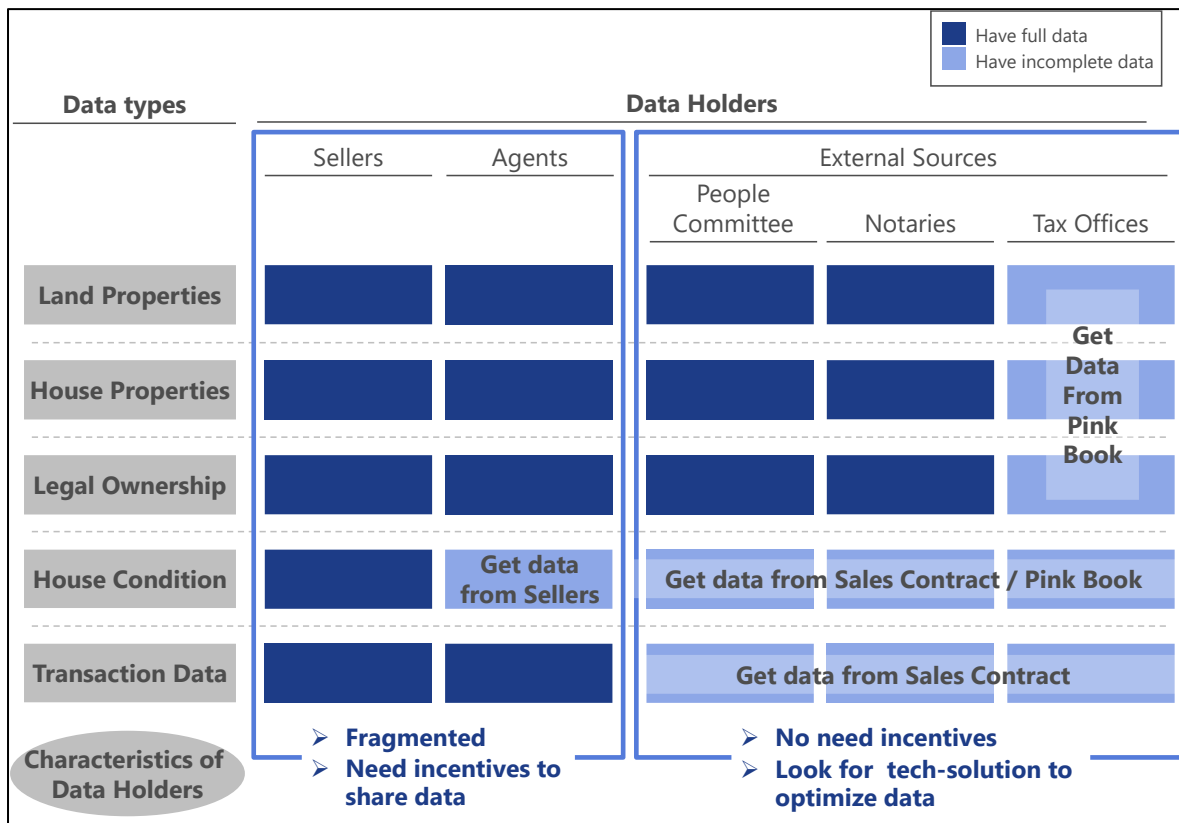 Have full data
Have incomplete data
Data types
Data Holders
Sellers
Agents
External Sources
People
Committee
Notaries
Tax Offices
Land Properties
House Properties
Legal Ownership
Get
Data
From
Pink
Book
House Condition
Get data
from Sellers
Get data from Sales Contract / Pink Book
Transaction Data
Get data from Sales Contract
Characteristics of
Data Holders
➢ Fragmented
➢ Need incentives to
share data
➢ No need incentives
➢ Look for tech-solution to
optimize data